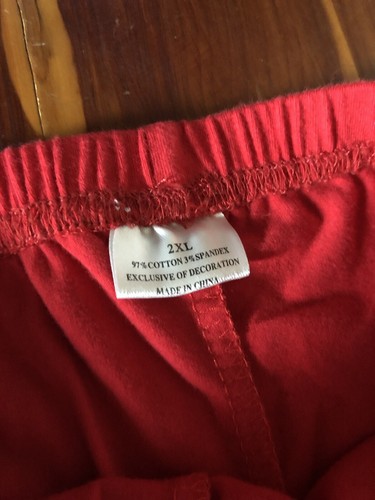 2XL
97% COTTON 3% SPANDEX
EXCLUSIVE OF DECORATION
MADE IN CHINA